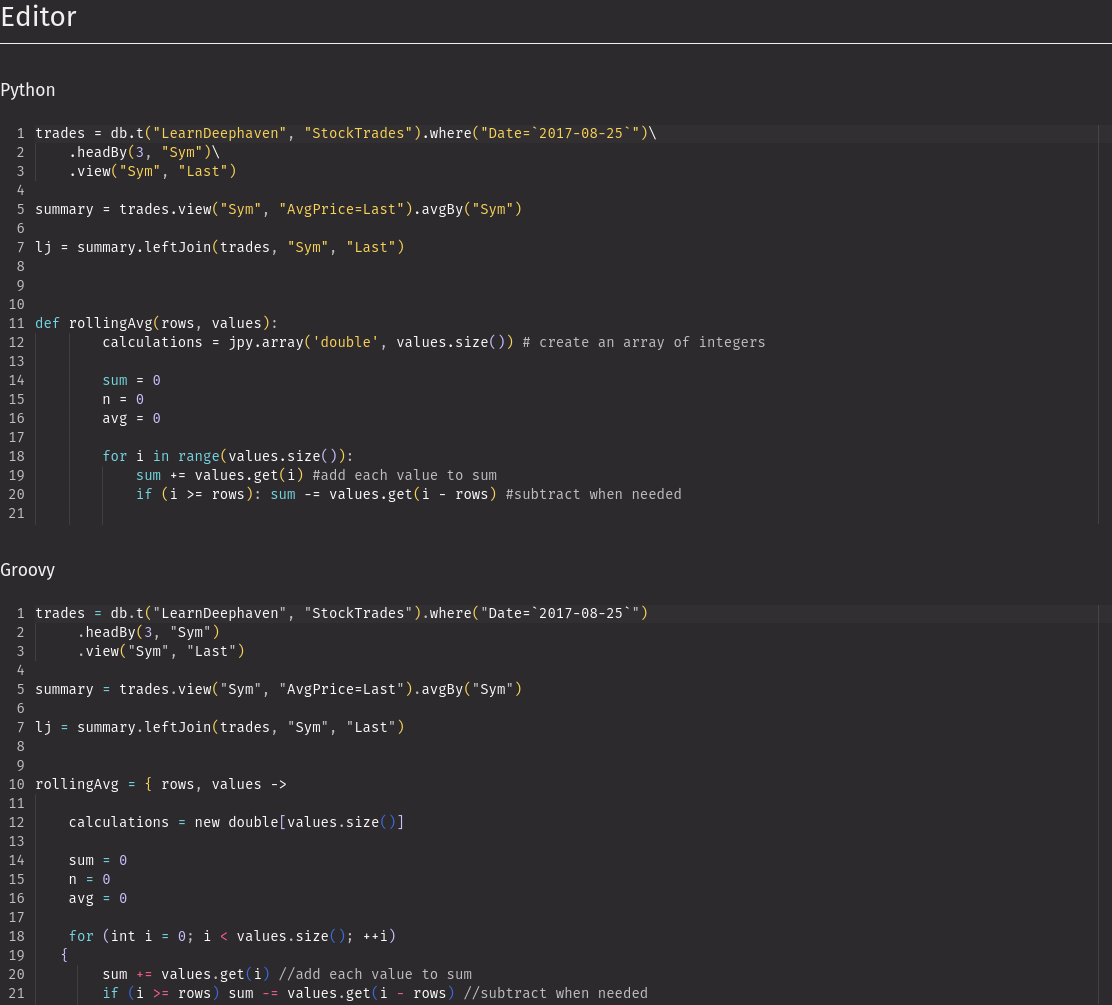 Editor
Python
1 trades = db.t("LearnDeephaven", "StockTrades").where("Date=`2017-08-25`")\
2     .headBy(3, "Sym")\
3     .view("Sym", "Last")
4
5 summary = trades.view("Sym", "AvgPrice=Last").avgBy("Sym")
6
7 lj = summary.leftJoin(trades, "Sym", "Last")
8
9
10
11 def rollingAvg(rows, values):
12         calculations = jpy.array('double', values.size()) # create an array of integers
13
14         sum = 0
15         n = 0
16         avg = 0
17
18         for i in range(values.size()):
19             sum += values.get(i) #add each value to sum
20             if (i >= rows): sum -= values.get(i - rows) #subtract when needed
21
Groovy
1 trades = db.t("LearnDeephaven", "StockTrades").where("Date=`2017-08-25`")
2      .headBy(3, "Sym")
3      .view("Sym", "Last")
4
5 summary = trades.view("Sym", "AvgPrice=Last").avgBy("Sym")
6
7 lj = summary.leftJoin(trades, "Sym", "Last")
8
9
10 rollingAvg = { rows, values ->
11
12     calculations = new double[values.size()]
13
14     sum = 0
15     n = 0
16     avg = 0
17
18     for (int i = 0; i < values.size(); ++i)
19    {
20         sum += values.get(i) //add each value to sum
21         if (i >= rows) sum -= values.get(i - rows) //subtract when needed